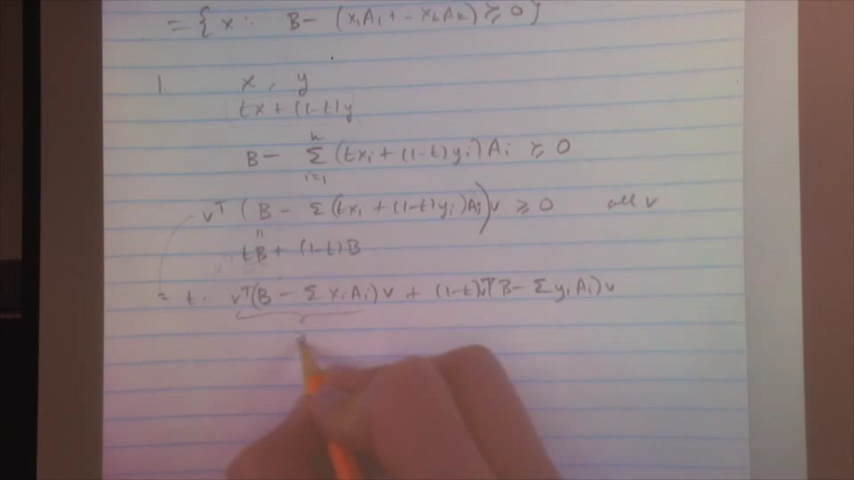 = { x : B - (x₁A₁ + ... xₖAₖ) ≽ 0 }
1. x , y
tx + (1-t)y
B - Σᵢ₌₁ᵏ (txᵢ + (1-t)yᵢ) Aᵢ ≽ 0
vᵀ ( B - Σ (txᵢ + (1-t)yᵢ)Aᵢ ) v ≥ 0 all v
"
tB + (1-t)B
= t · vᵀ(B - Σ xᵢAᵢ)v + (1-t)vᵀ(B - Σ yᵢAᵢ)v